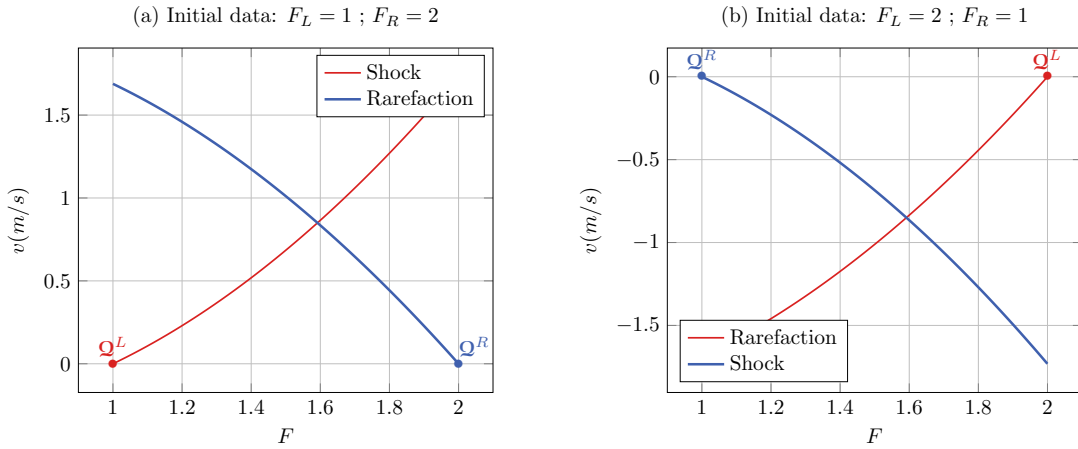 (a) Initial data: F_L = 1 ; F_R = 2
Shock
Rarefaction
Q^L
Q^R
1.5
1
0.5
0
1
1.2
1.4
1.6
1.8
2
v(m/s)
F
(b) Initial data: F_L = 2 ; F_R = 1
Q^R
Q^L
0
−0.5
−1
−1.5
Rarefaction
Shock
1
1.2
1.4
1.6
1.8
2
v(m/s)
F